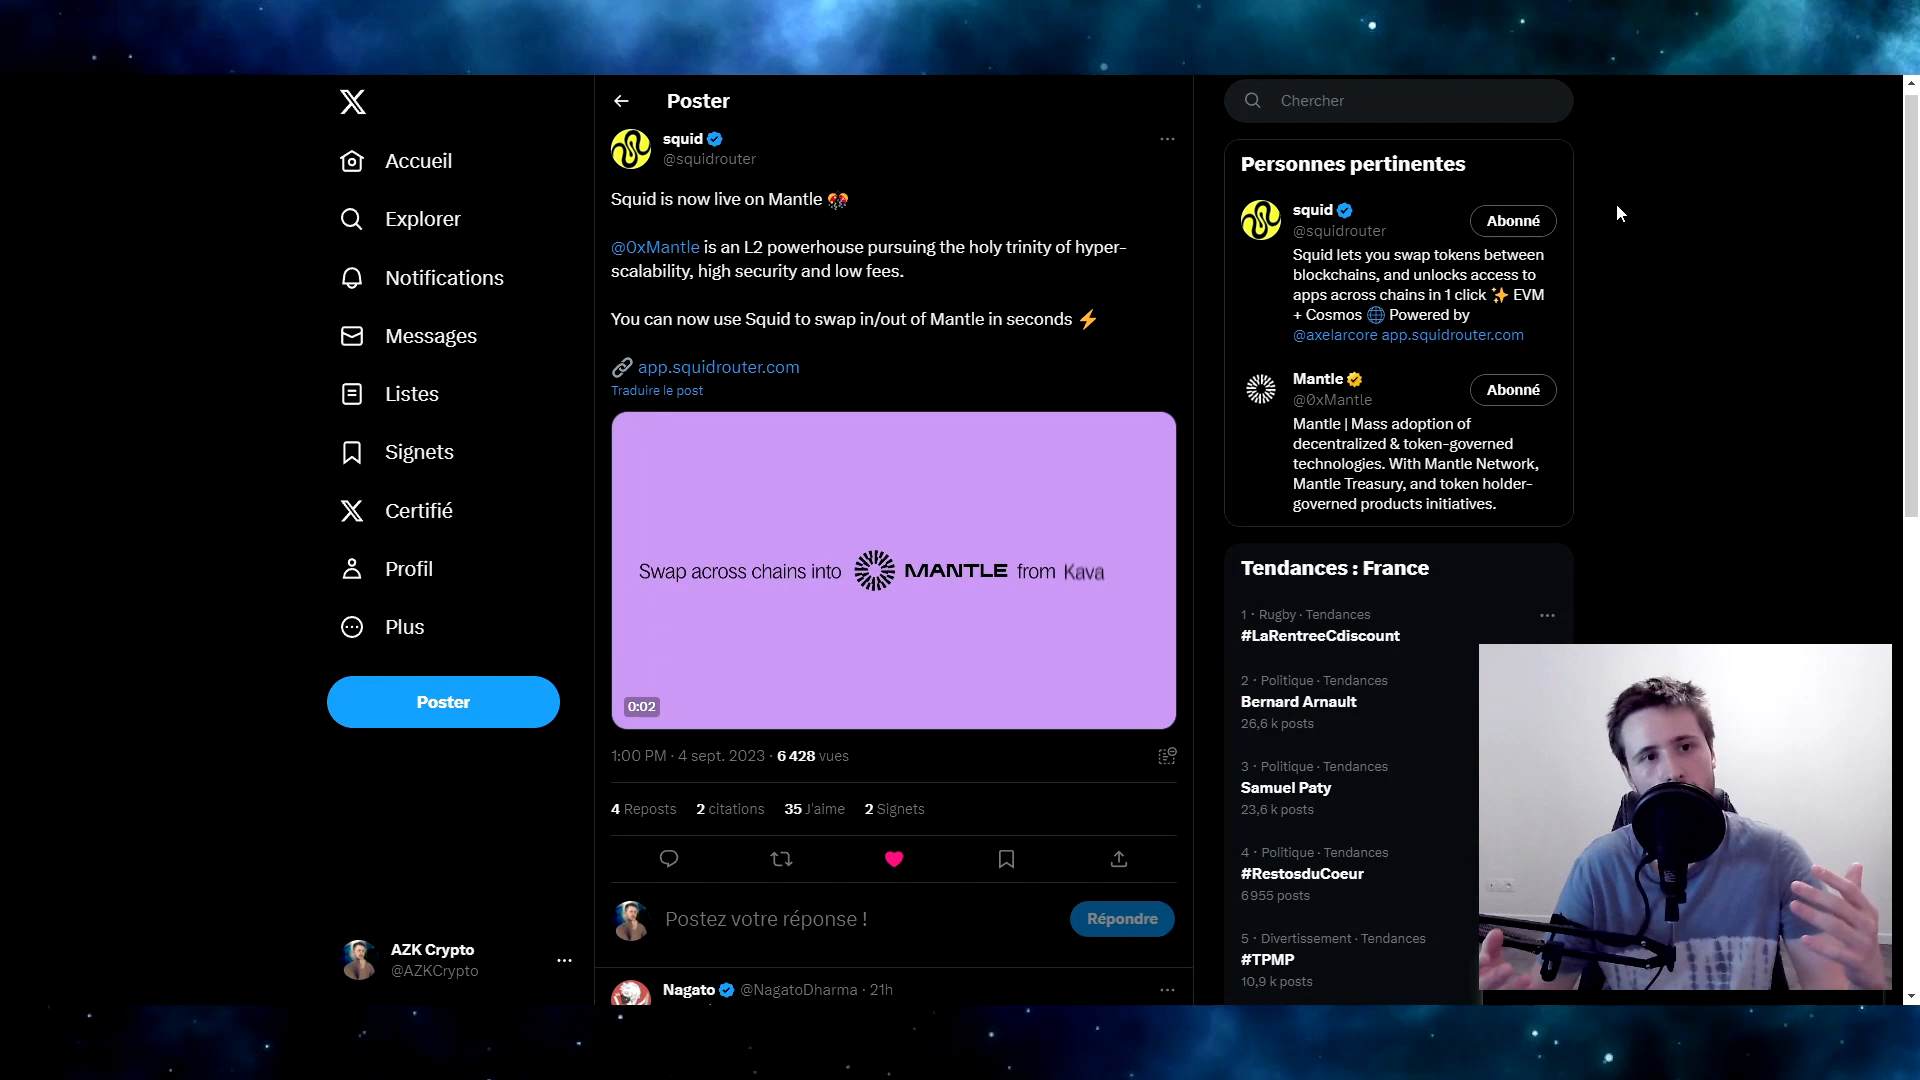 Accueil
Explorer
Notifications
Messages
Listes
Signets
Certifié
Profil
Plus
Poster
AZK Crypto
@AZKCrypto
Poster
squid
@squidrouter
Squid is now live on Mantle
@0xMantle is an L2 powerhouse pursuing the holy trinity of hyper-
scalability, high security and low fees.
You can now use Squid to swap in/out of Mantle in seconds ⚡
🔗 app.squidrouter.com
Traduire le post
Swap across chains into MANTLE from Kava
0:02
1:00 PM · 4 sept. 2023 · 6 428 vues
4 Reposts 2 citations 35 J'aime 2 Signets
Postez votre réponse !
Répondre
Nagato @NagatoDharma · 21h
Chercher
Personnes pertinentes
squid
@squidrouter
Abonné
Squid lets you swap tokens between
blockchains, and unlocks access to
apps across chains in 1 click ✨ EVM
+ Cosmos 🌐 Powered by
@axelarcore app.squidrouter.com
Mantle
@0xMantle
Abonné
Mantle | Mass adoption of
decentralized & token-governed
technologies. With Mantle Network,
Mantle Treasury, and token holder-
governed products initiatives.
Tendances : France
1 · Rugby · Tendances
#LaRentreeCdiscount
2 · Politique · Tendances
Bernard Arnault
26,6 k posts
3 · Politique · Tendances
Samuel Paty
23,6 k posts
4 · Politique · Tendances
#RestosduCoeur
6 955 posts
5 · Divertissement · Tendances
#TPMP
10,9 k posts